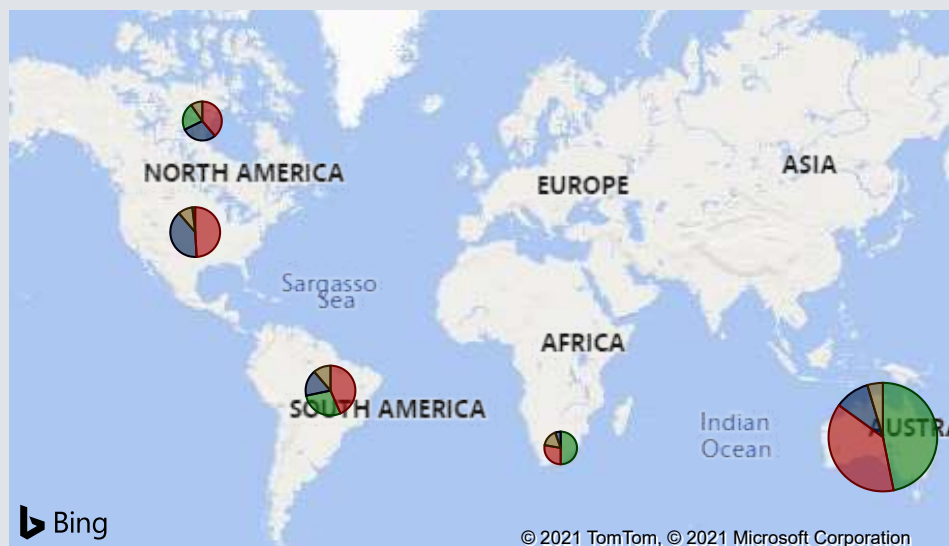 NORTH AMERICA
EUROPE
ASIA
Sargasso
Sea
AFRICA
SOUTH AMERICA
Indian
Ocean
AUSTRA
Bing
© 2021 TomTom, © 2021 Microsoft Corporation